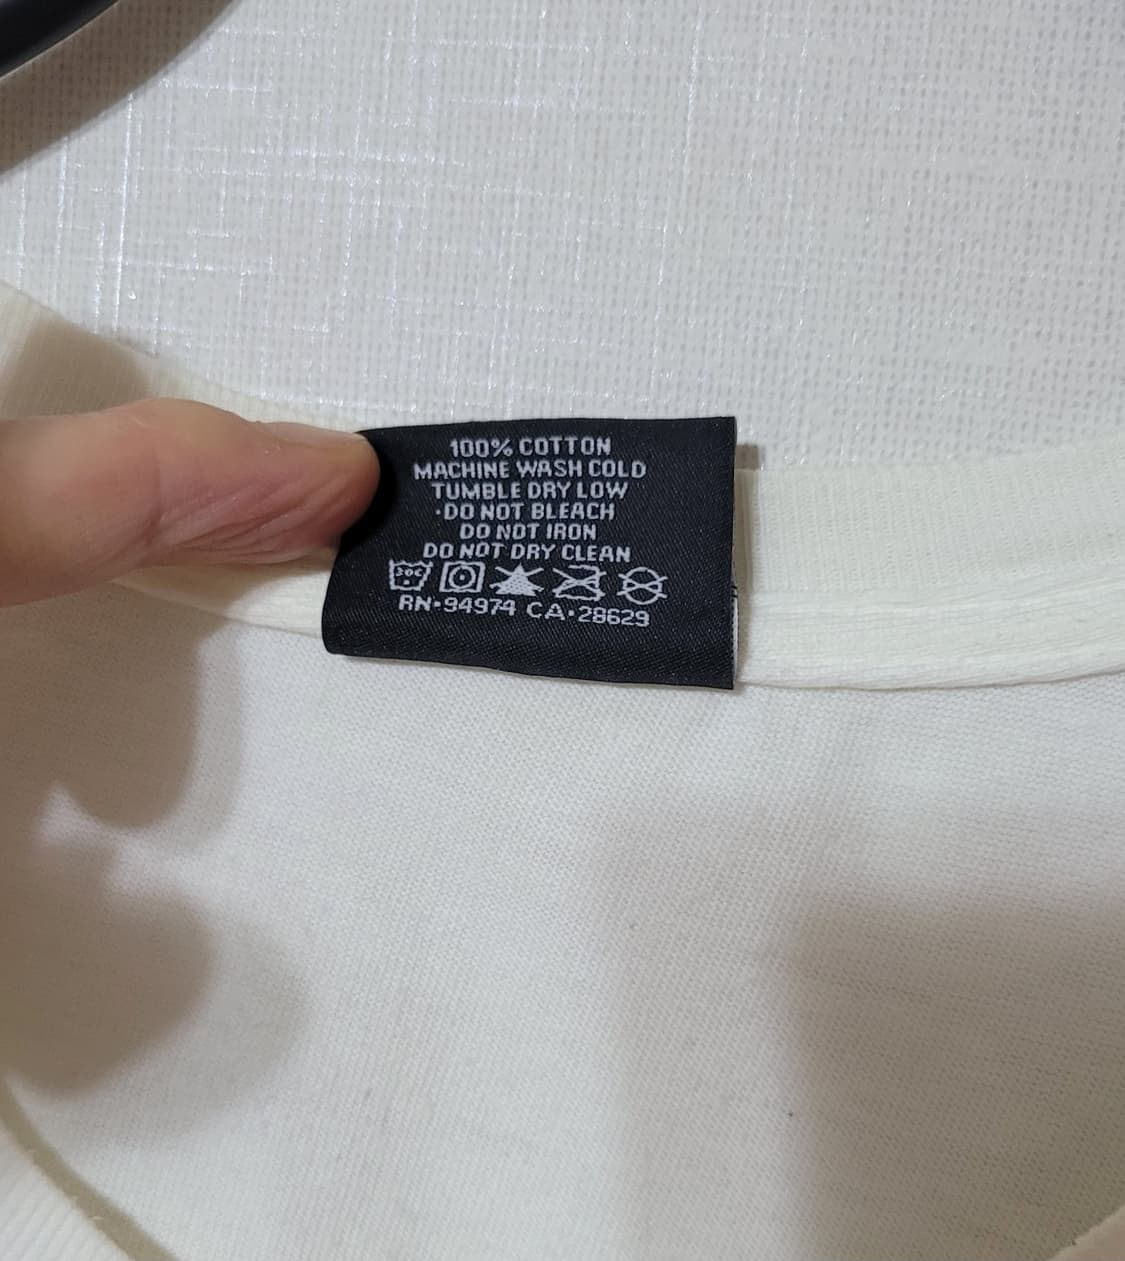 100% COTTON
MACHINE WASH COLD
TUMBLE DRY LOW
·DO NOT BLEACH
DO NOT IRON
DO NOT DRY CLEAN
30C
RN·94974 CA·28629